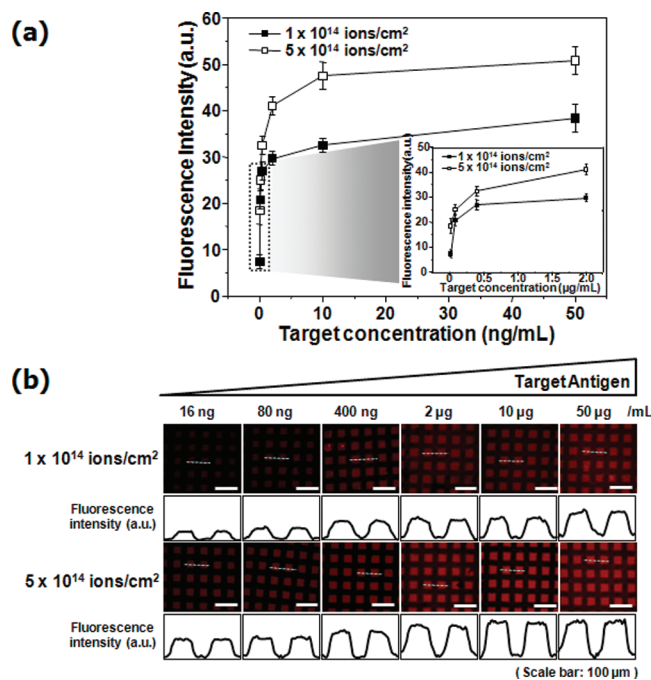 (a)
60
50
40
30
20
10
0
Fluorescence Intensity (a.u.)
1 x 10¹⁴ ions/cm²
5 x 10¹⁴ ions/cm²
0 10 20 30 40 50
Target concentration (ng/mL)
50
40
30
20
10
0
Fluorescence intensity(a.u.)
1 x 10¹⁴ ions/cm²
5 x 10¹⁴ ions/cm²
0 0.5 1.0 1.5 2.0
Target concentration (µg/mL)
(b)
Target Antigen
16 ng 80 ng 400 ng 2 µg 10 µg 50 µg /mL
1 x 10¹⁴ ions/cm²
Fluorescence
intensity (a.u.)
5 x 10¹⁴ ions/cm²
Fluorescence
intensity (a.u.)
( Scale bar: 100 µm )